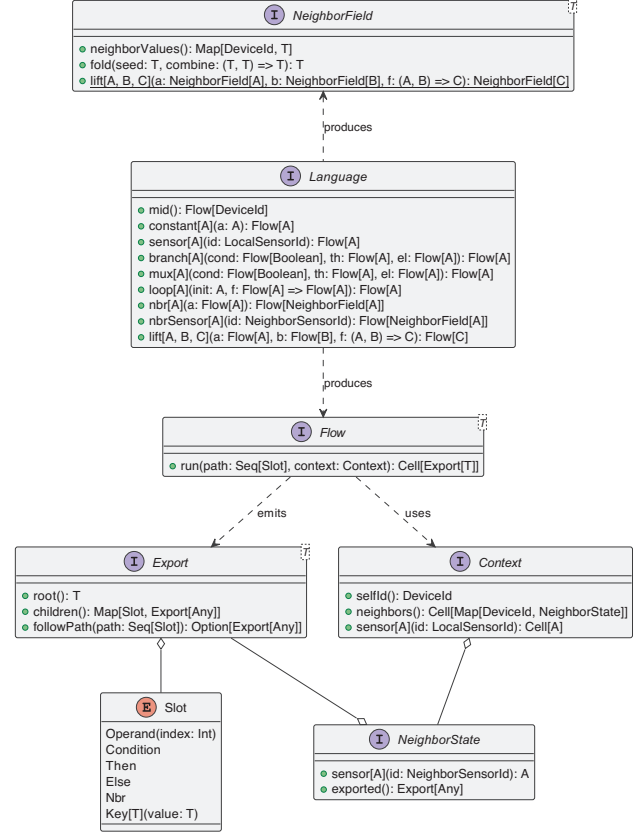 I NeighborField
T
neighborValues(): Map[DeviceId, T]
fold(seed: T, combine: (T, T) => T): T
lift[A, B, C](a: NeighborField[A], b: NeighborField[B], f: (A, B) => C): NeighborField[C]
produces
I Language
mid(): Flow[DeviceId]
constant[A](a: A): Flow[A]
sensor[A](id: LocalSensorId): Flow[A]
branch[A](cond: Flow[Boolean], th: Flow[A], el: Flow[A]): Flow[A]
mux[A](cond: Flow[Boolean], th: Flow[A], el: Flow[A]): Flow[A]
loop[A](init: A, f: Flow[A] => Flow[A]): Flow[A]
nbr[A](a: Flow[A]): Flow[NeighborField[A]]
nbrSensor[A](id: NeighborSensorId): Flow[NeighborField[A]]
lift[A, B, C](a: Flow[A], b: Flow[B], f: (A, B) => C): Flow[C]
produces
I Flow
T
run(path: Seq[Slot], context: Context): Cell[Export[T]]
emits
uses
I Export
T
root(): T
children(): Map[Slot, Export[Any]]
followPath(path: Seq[Slot]): Option[Export[Any]]
I Context
selfId(): DeviceId
neighbors(): Cell[Map[DeviceId, NeighborState]]
sensor[A](id: LocalSensorId): Cell[A]
E Slot
Operand(index: Int)
Condition
Then
Else
Nbr
Key[T](value: T)
I NeighborState
sensor[A](id: NeighborSensorId): A
exported(): Export[Any]